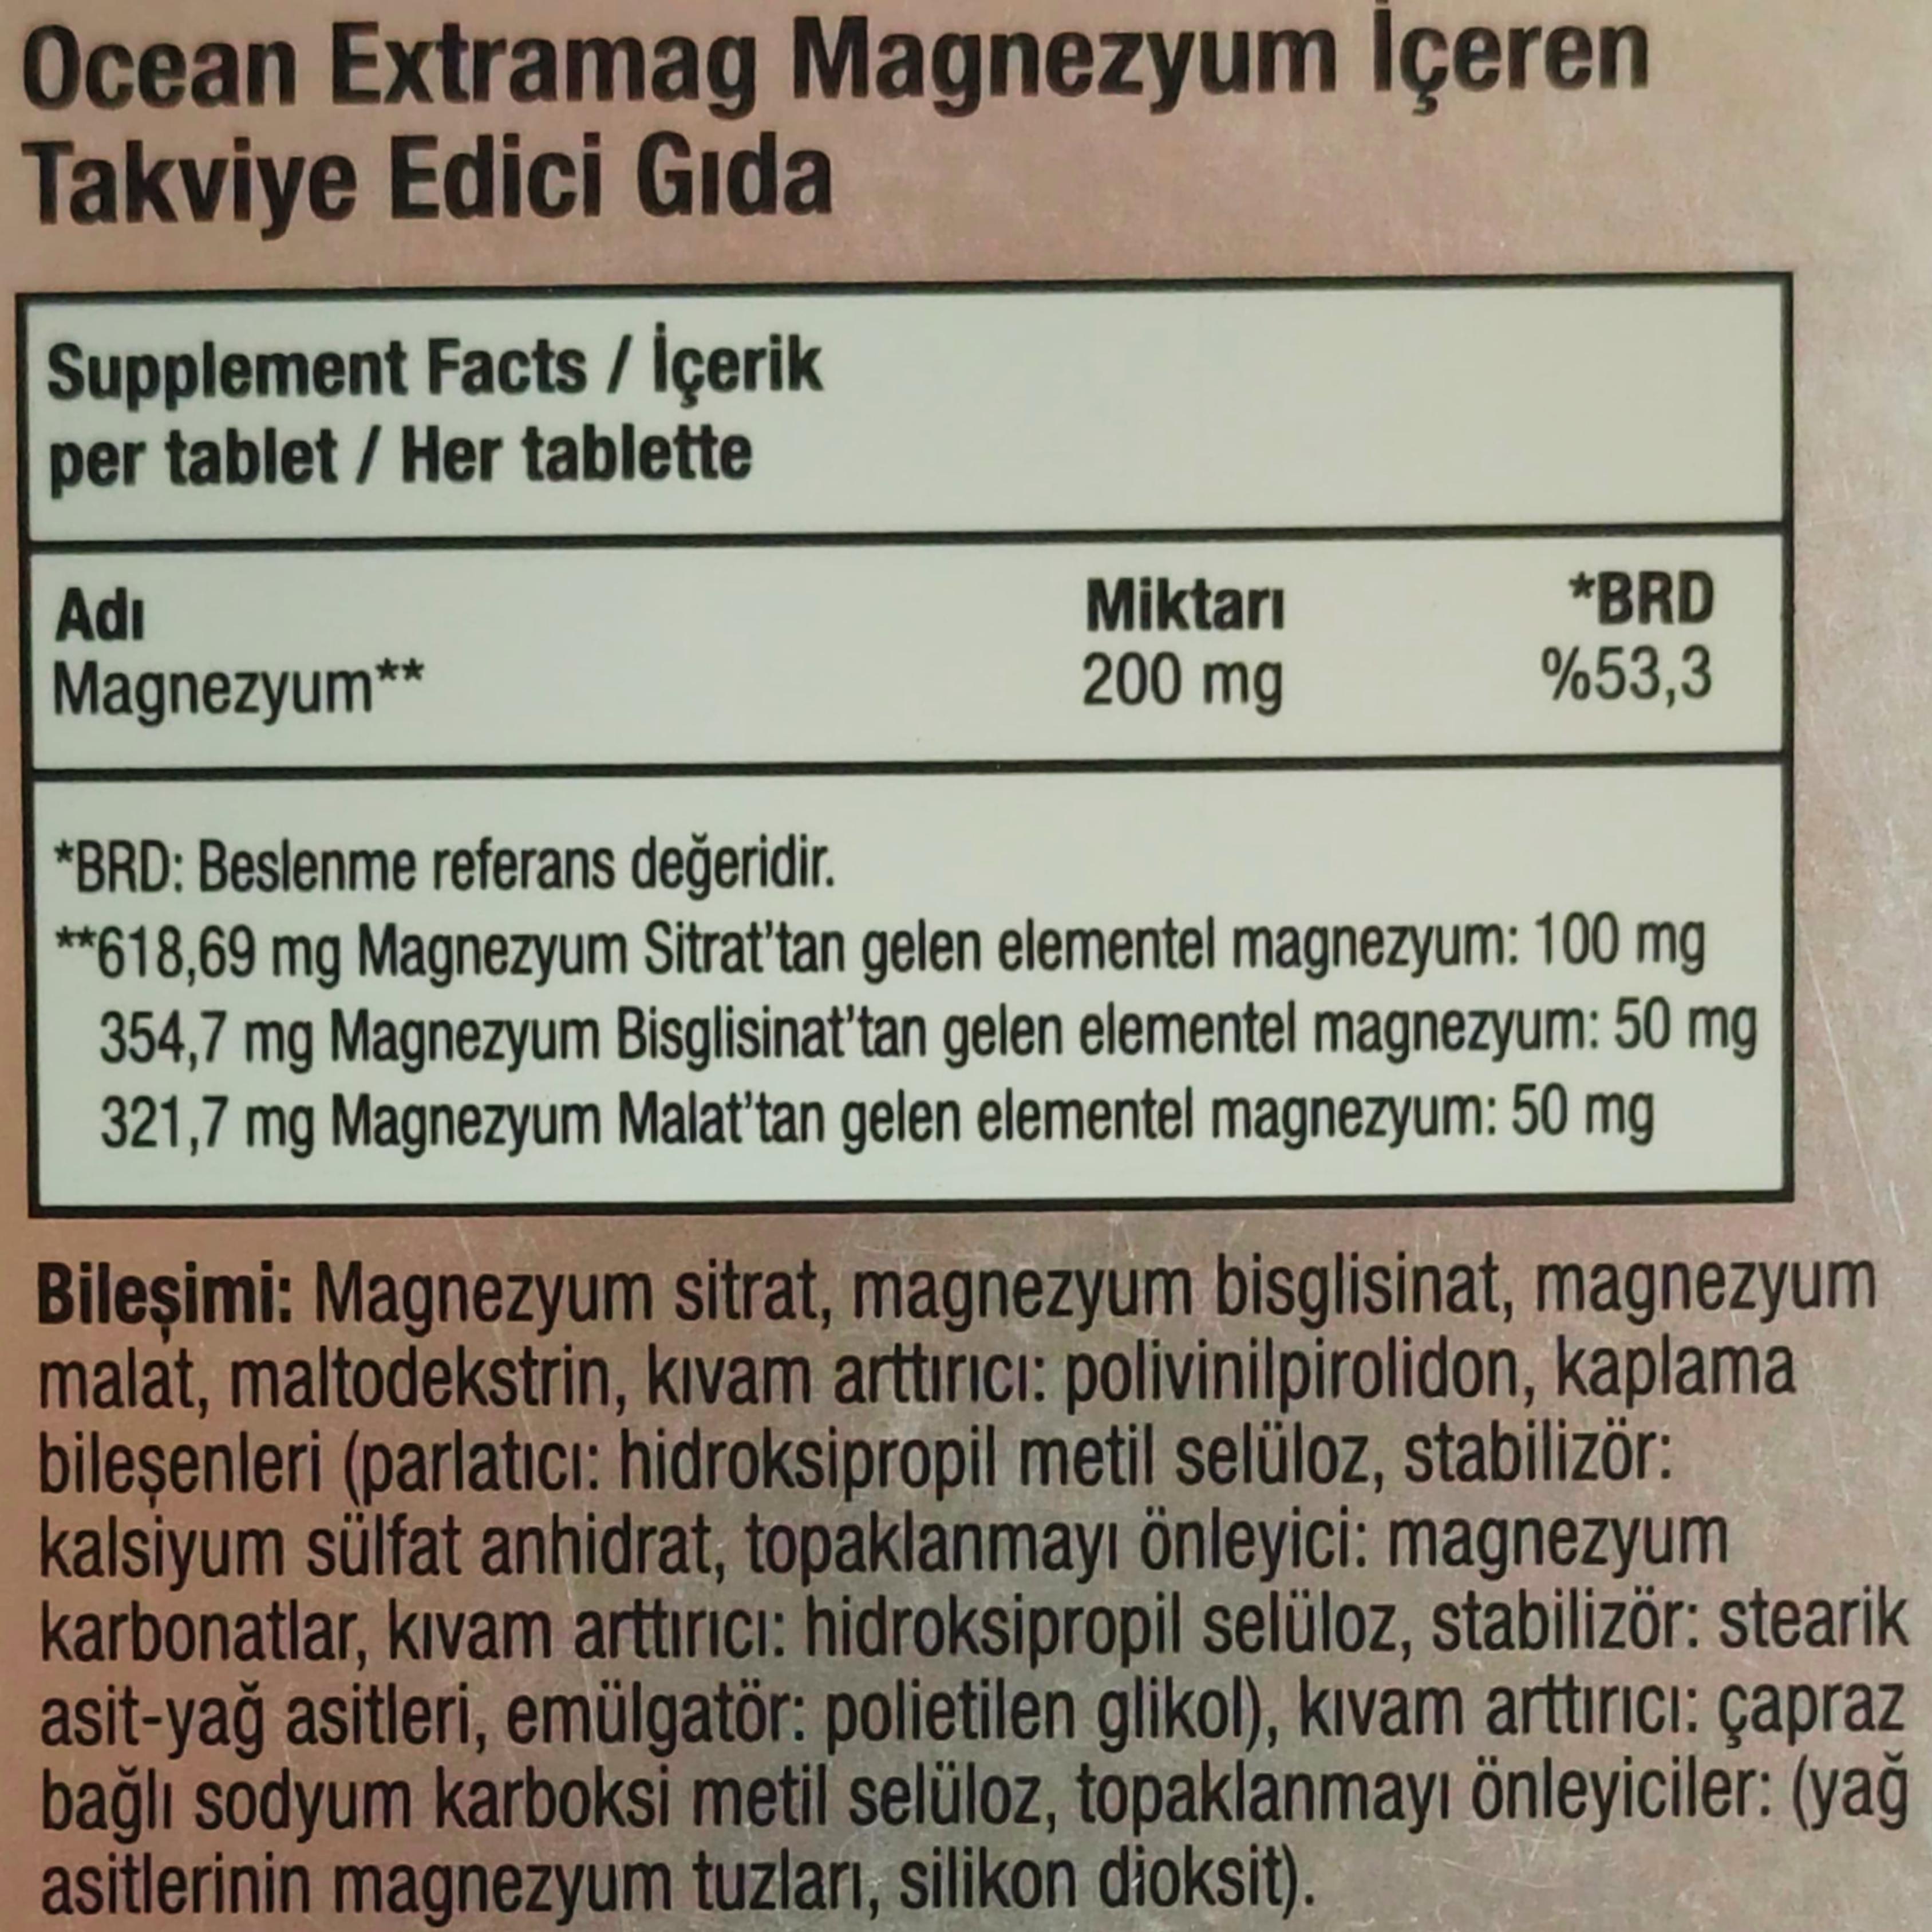 Ocean Extramag Magnezyum İçeren
Takviye Edici Gıda
Supplement Facts / İçerik
per tablet / Her tablette
Adı Miktarı *BRD
Magnezyum** 200 mg %53,3
*BRD: Beslenme referans değeridir.
**618,69 mg Magnezyum Sitrat'tan gelen elementel magnezyum: 100 mg
354,7 mg Magnezyum Bisglisinat'tan gelen elementel magnezyum: 50 mg
321,7 mg Magnezyum Malat'tan gelen elementel magnezyum: 50 mg
Bileşimi: Magnezyum sitrat, magnezyum bisglisinat, magnezyum
malat, maltodekstrin, kıvam arttırıcı: polivinilpirolidon, kaplama
bileşenleri (parlatıcı: hidroksipropil metil selüloz, stabilizör:
kalsiyum sülfat anhidrat, topaklanmayı önleyici: magnezyum
karbonatlar, kıvam arttırıcı: hidroksipropil selüloz, stabilizör: stearik
asit-yağ asitleri, emülgatör: polietilen glikol), kıvam arttırıcı: çapraz
bağlı sodyum karboksi metil selüloz, topaklanmayı önleyiciler: (yağ
asitlerinin magnezyum tuzları, silikon dioksit).